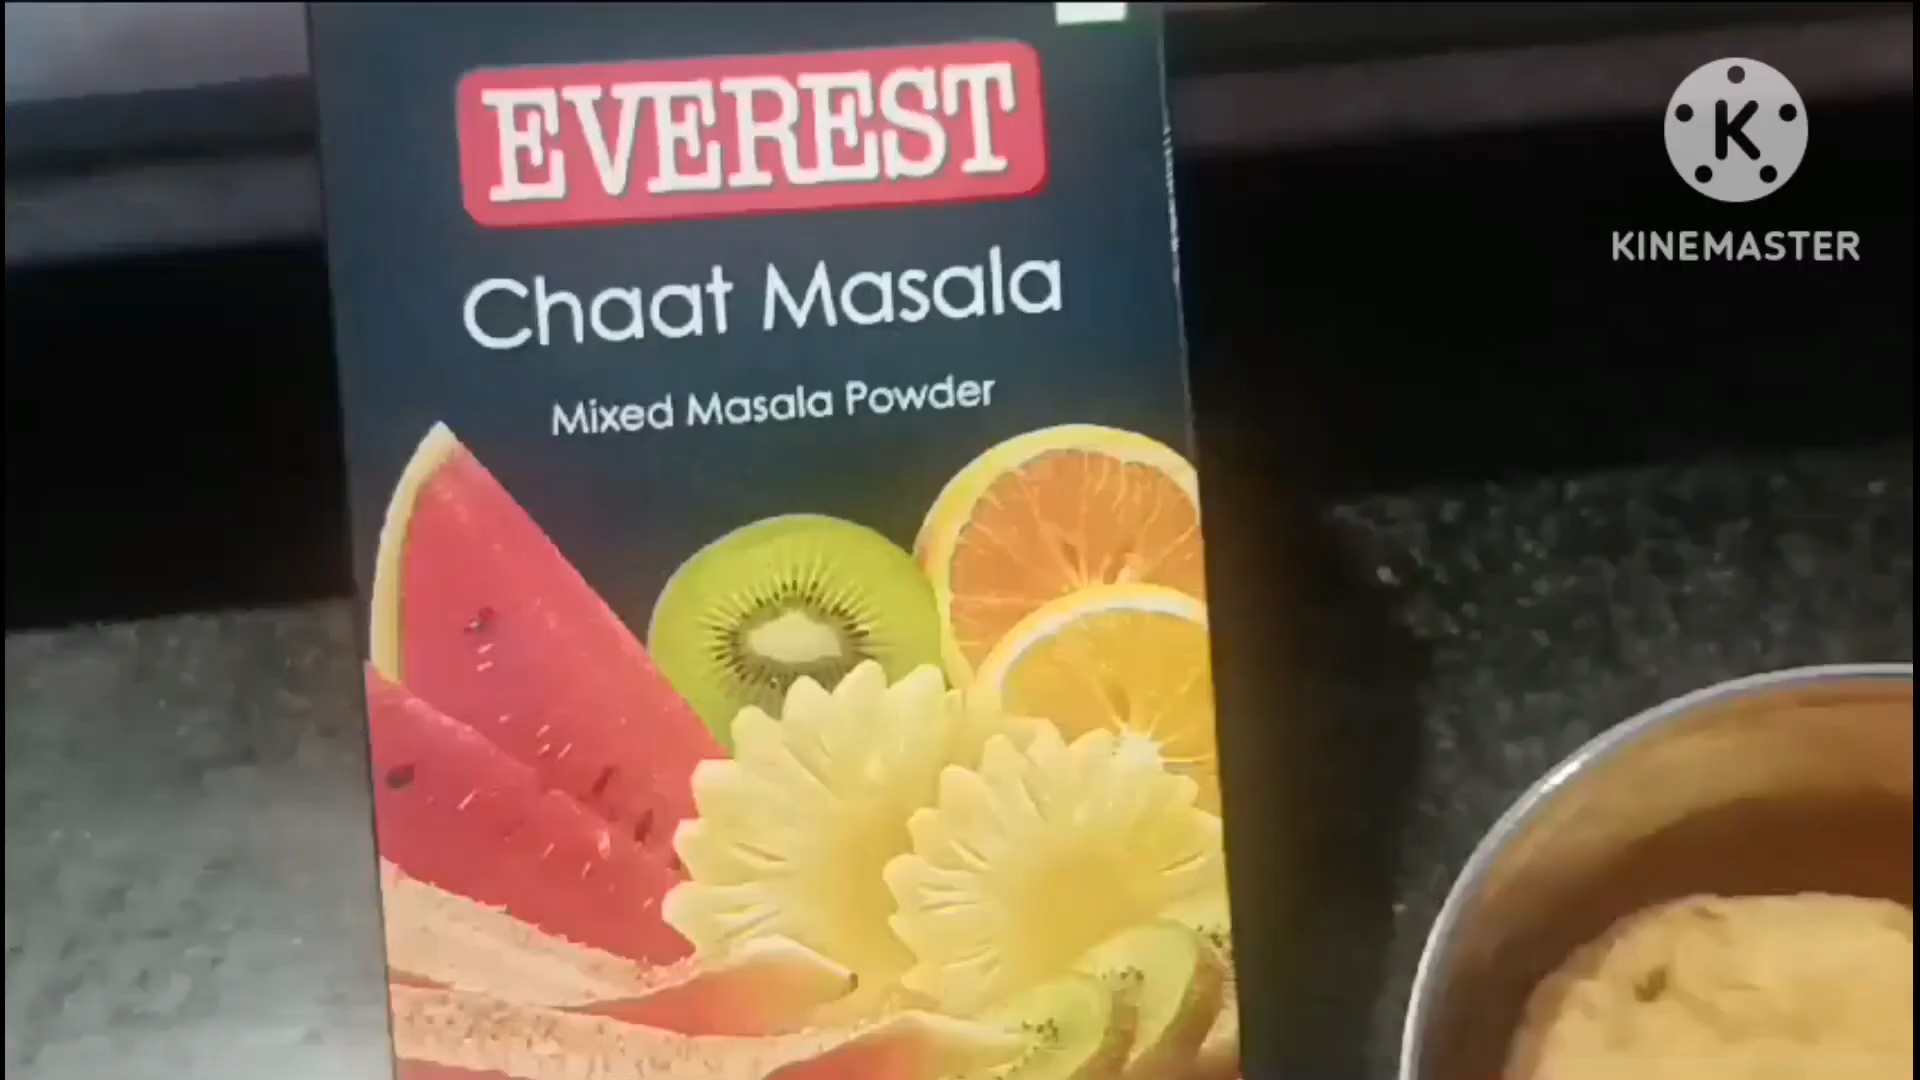 EVEREST
Chaat Masala
Mixed Masala Powder
K
KINEMASTER